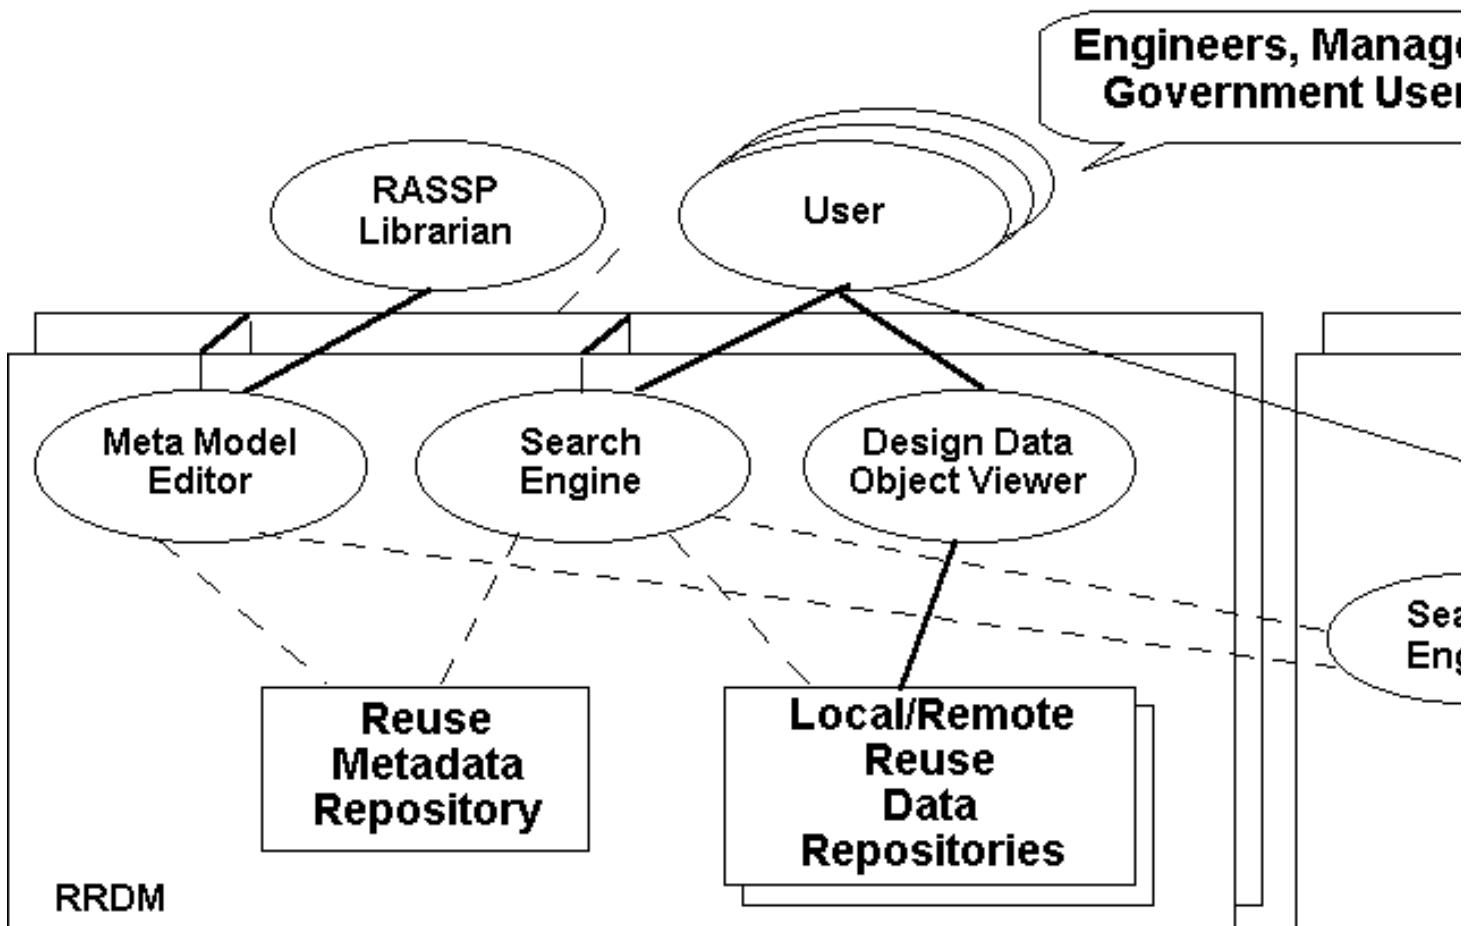 Engineers, Manage
Government User
RASSP
Librarian
User
Meta Model
Editor
Search
Engine
Design Data
Object Viewer
Sea
Eng
Reuse
Metadata
Repository
Local/Remote
Reuse
Data
Repositories
RRDM